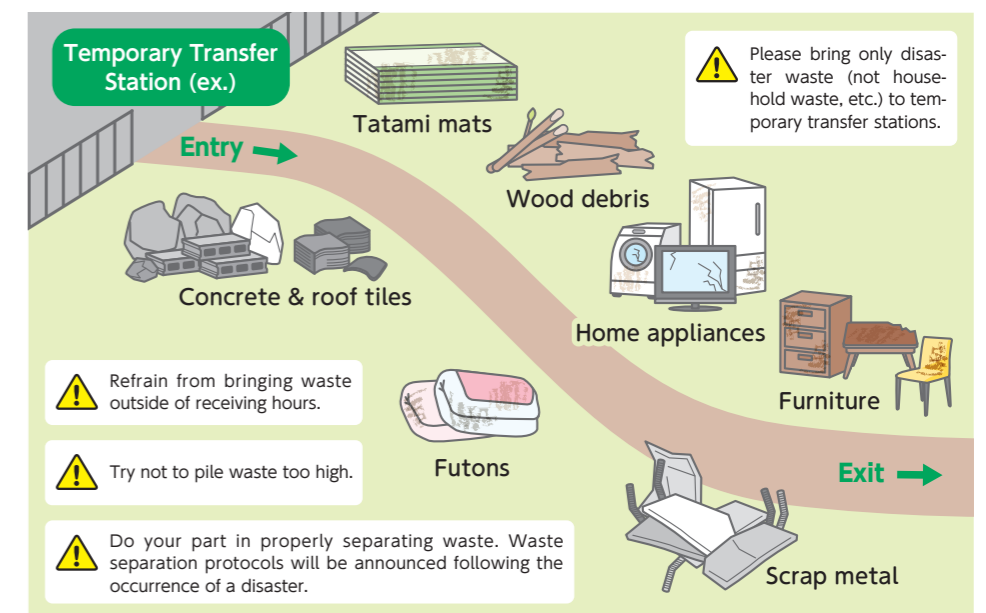 Temporary Transfer
Station (ex.)
Please bring only disas-
ter waste (not house-
hold waste, etc.) to tem-
porary transfer stations.
Tatami mats
Entry
Wood debris
Concrete & roof tiles
Home appliances
Refrain from bringing waste
outside of receiving hours.
Furniture
Futons
Try not to pile waste too high.
Exit
Do your part in properly separating waste. Waste
separation protocols will be announced following the
occurrence of a disaster.
Scrap metal